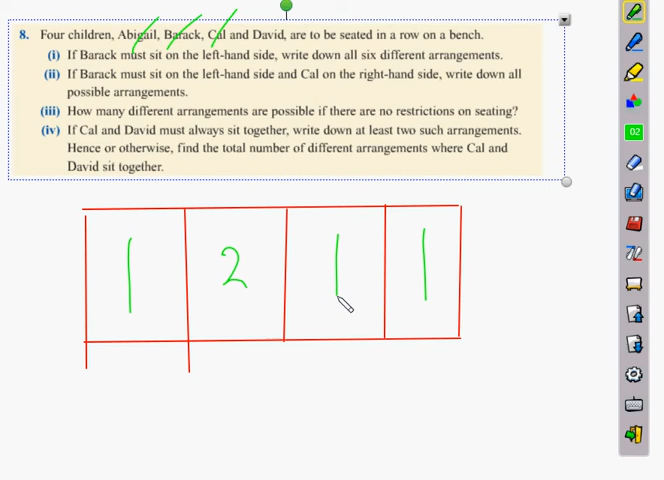 8. Four children, Abigail, Barack, Cal and David, are to be seated in a row on a bench.
(i) If Barack must sit on the left-hand side, write down all six different arrangements.
(ii) If Barack must sit on the left-hand side and Cal on the right-hand side, write down all
possible arrangements.
(iii) How many different arrangements are possible if there are no restrictions on seating?
(iv) If Cal and David must always sit together, write down at least two such arrangements.
Hence or otherwise, find the total number of different arrangements where Cal and
David sit together.
1 2 1 1
02